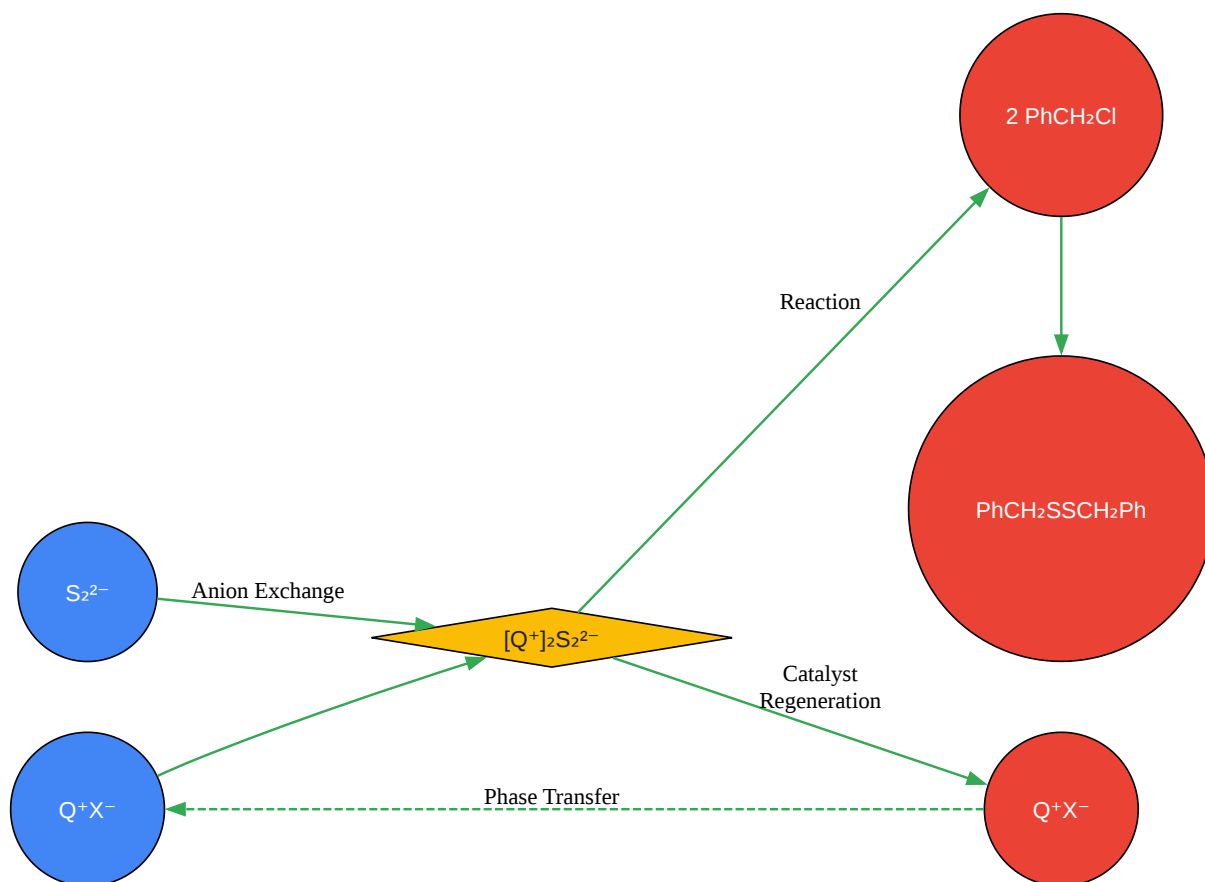 2 PhCH₂Cl
Reaction
PhCH₂SSCH₂Ph
S₂²⁻
Anion Exchange
[Q⁺]₂S₂²⁻
Catalyst
Regeneration
Phase Transfer
Q⁺X⁻
Q⁺X⁻